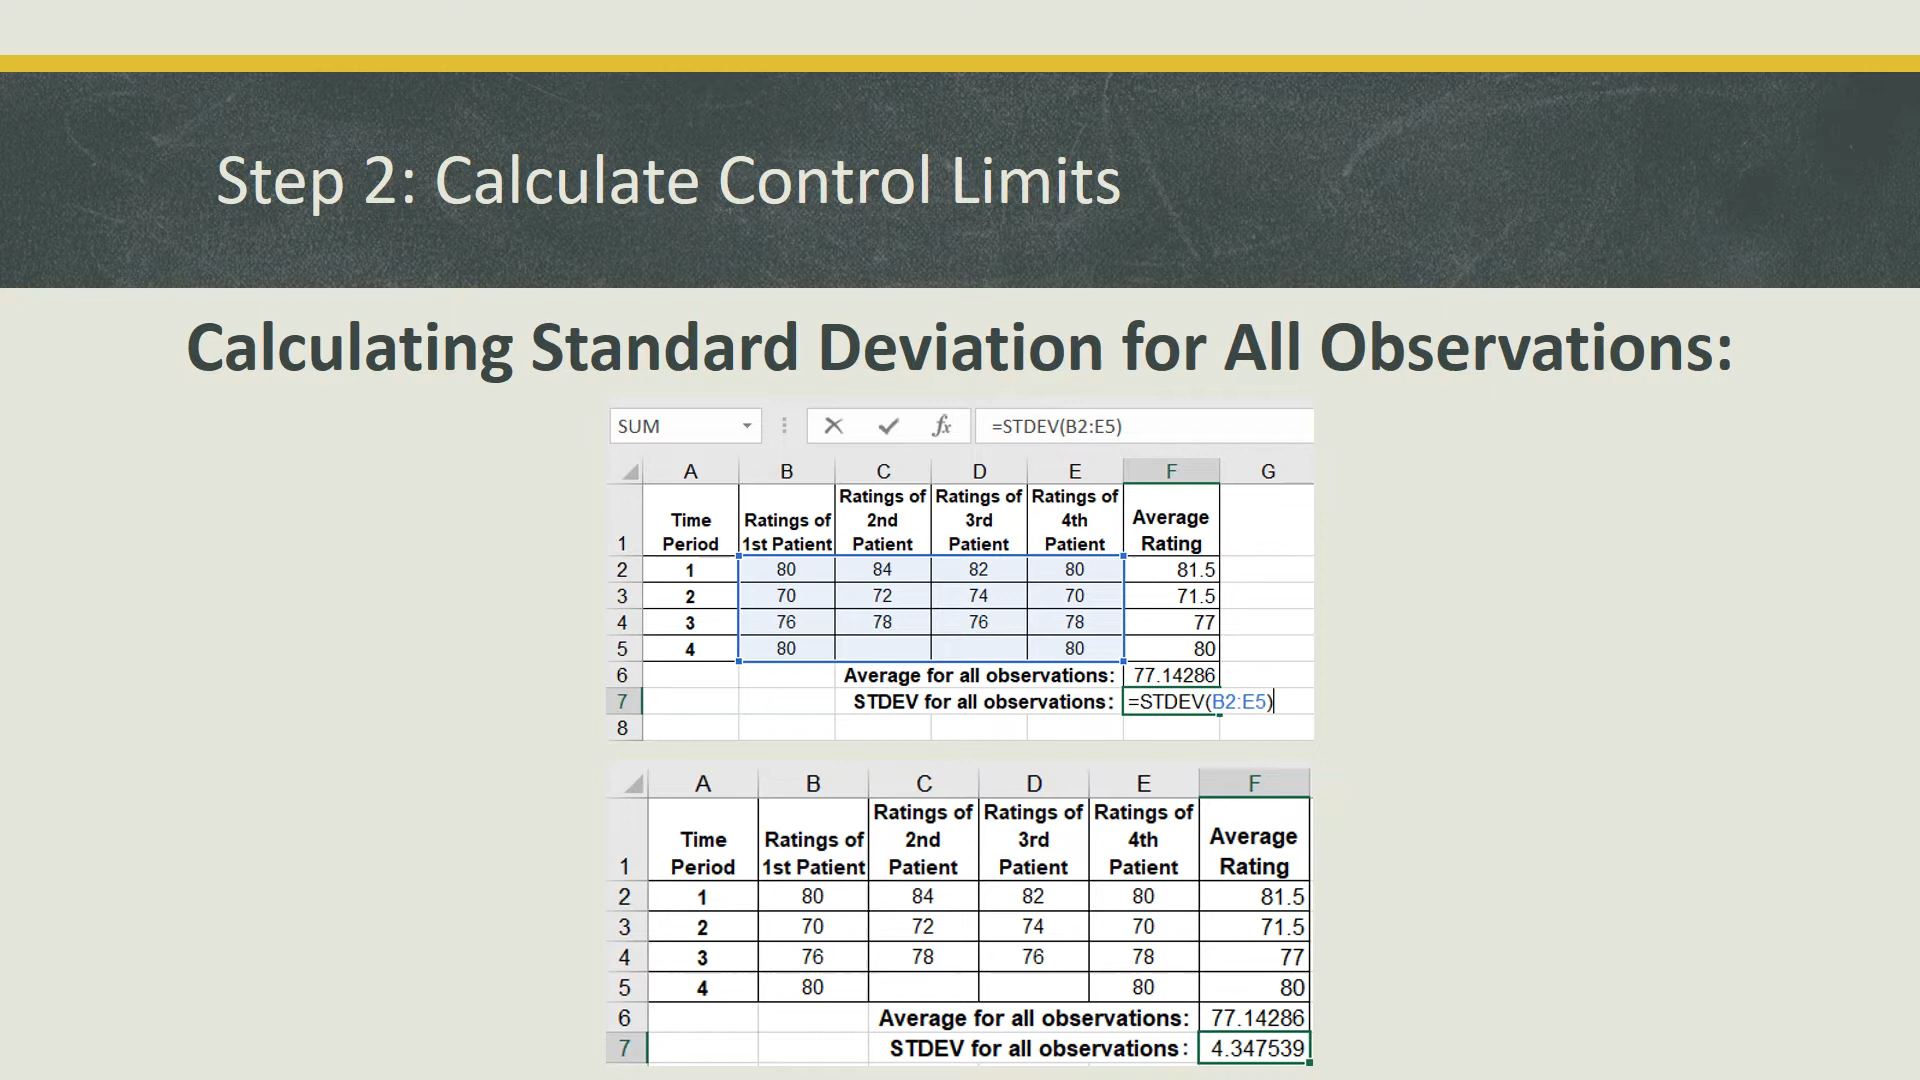 Step 2: Calculate Control Limits
Calculating Standard Deviation for All Observations:
SUM =STDEV(B2:E5)
A B C D E F G
Ratings of Ratings of Ratings of
Time Ratings of 2nd 3rd 4th Average
1 Period 1st Patient Patient Patient Patient Rating
2 1 80 84 82 80 81.5
3 2 70 72 74 70 71.5
4 3 76 78 76 78 77
5 4 80 80 80
6 Average for all observations: 77.14286
7 STDEV for all observations: =STDEV(B2:E5)
8
A B C D E F
Ratings of Ratings of Ratings of
Time Ratings of 2nd 3rd 4th Average
1 Period 1st Patient Patient Patient Patient Rating
2 1 80 84 82 80 81.5
3 2 70 72 74 70 71.5
4 3 76 78 76 78 77
5 4 80 80 80
6 Average for all observations: 77.14286
7 STDEV for all observations: 4.347539